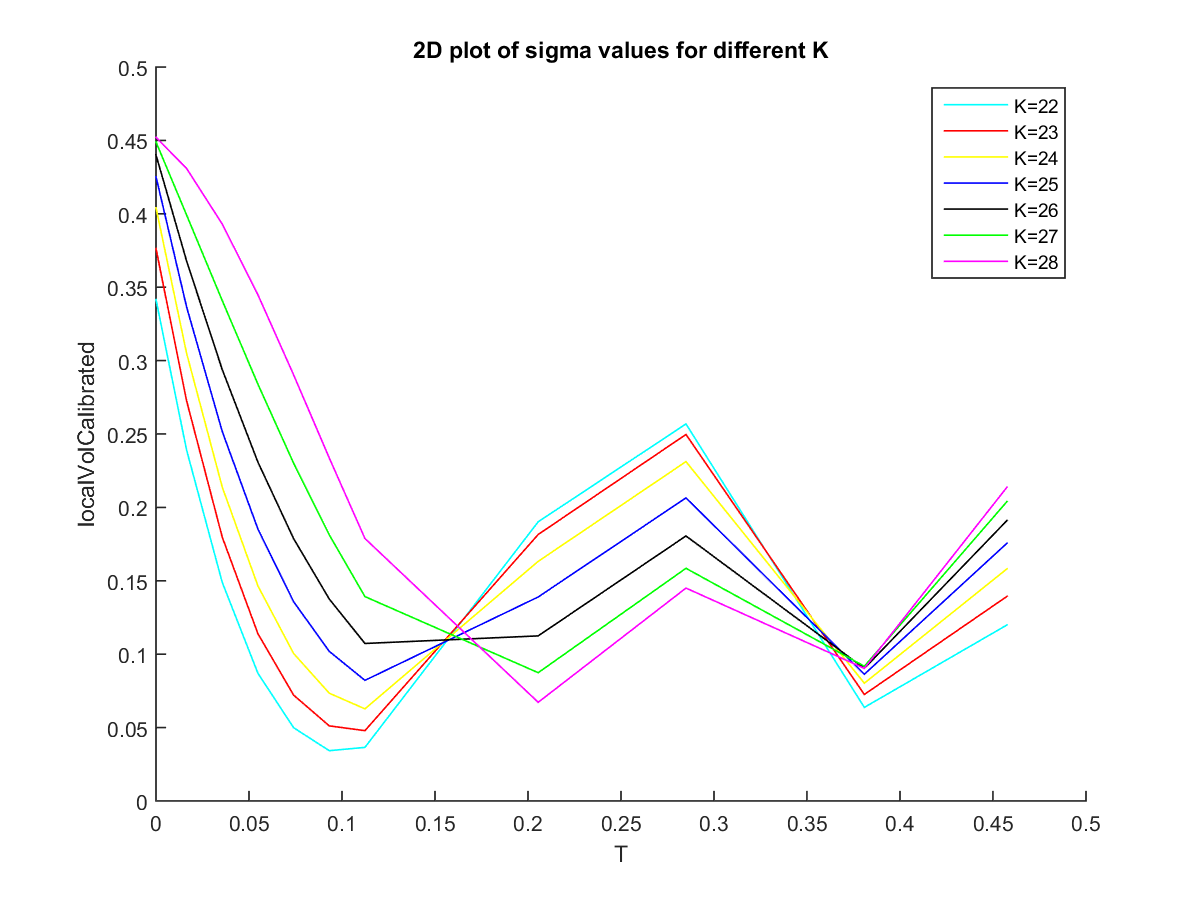 2D plot of sigma values for different K
0.5
0.45
0.4
0.35
0.3
0.25
0.2
0.15
0.1
0.05
0
localVolCalibrated
K=22
K=23
K=24
K=25
K=26
K=27
K=28
0 0.05 0.1 0.15 0.2 0.25 0.3 0.35 0.4 0.45 0.5
T